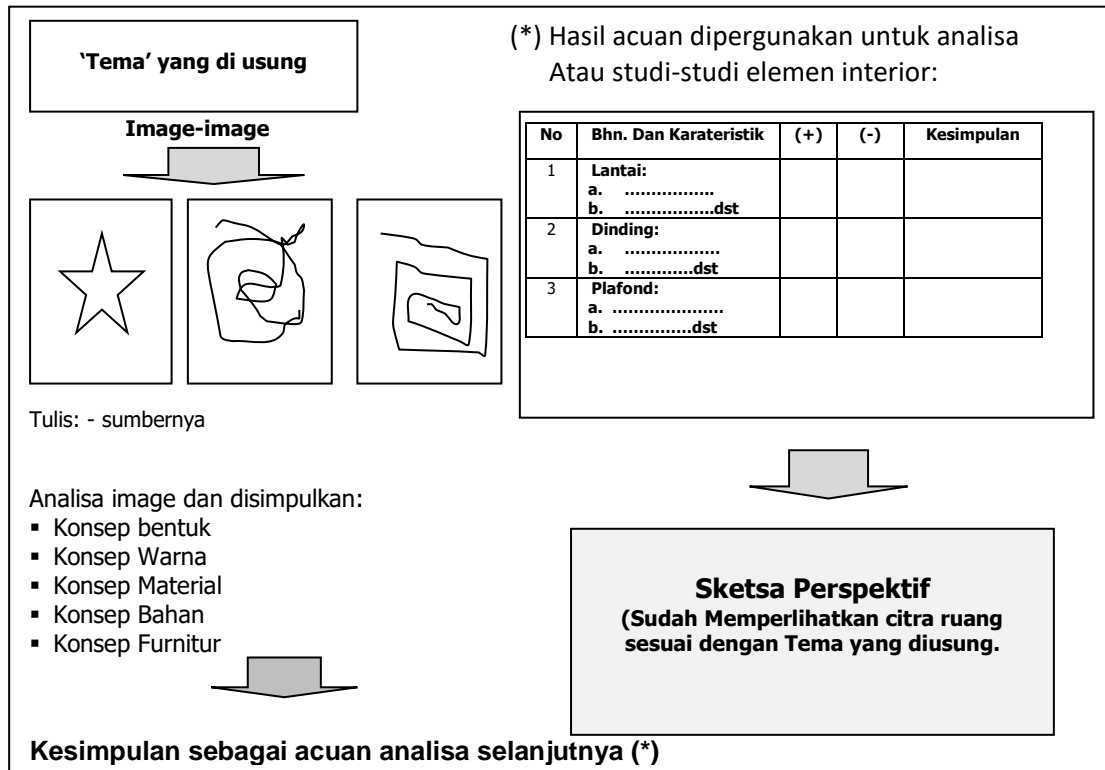 ‘Tema’ yang di usung
Image-image
Tulis: - sumbernya
Analisa image dan disimpulkan:
▪ Konsep bentuk
▪ Konsep Warna
▪ Konsep Material
▪ Konsep Bahan
▪ Konsep Furnitur
Kesimpulan sebagai acuan analisa selanjutnya (*)
(*) Hasil acuan dipergunakan untuk analisa
Atau studi-studi elemen interior:
No Bhn. Dan Karateristik (+) (-) Kesimpulan
1 Lantai:
a. .................
b. .................dst
2 Dinding:
a. ..................
b. .............dst
3 Plafond:
a. .....................
b. ...............dst
Sketsa Perspektif
(Sudah Memperlihatkan citra ruang
sesuai dengan Tema yang diusung.